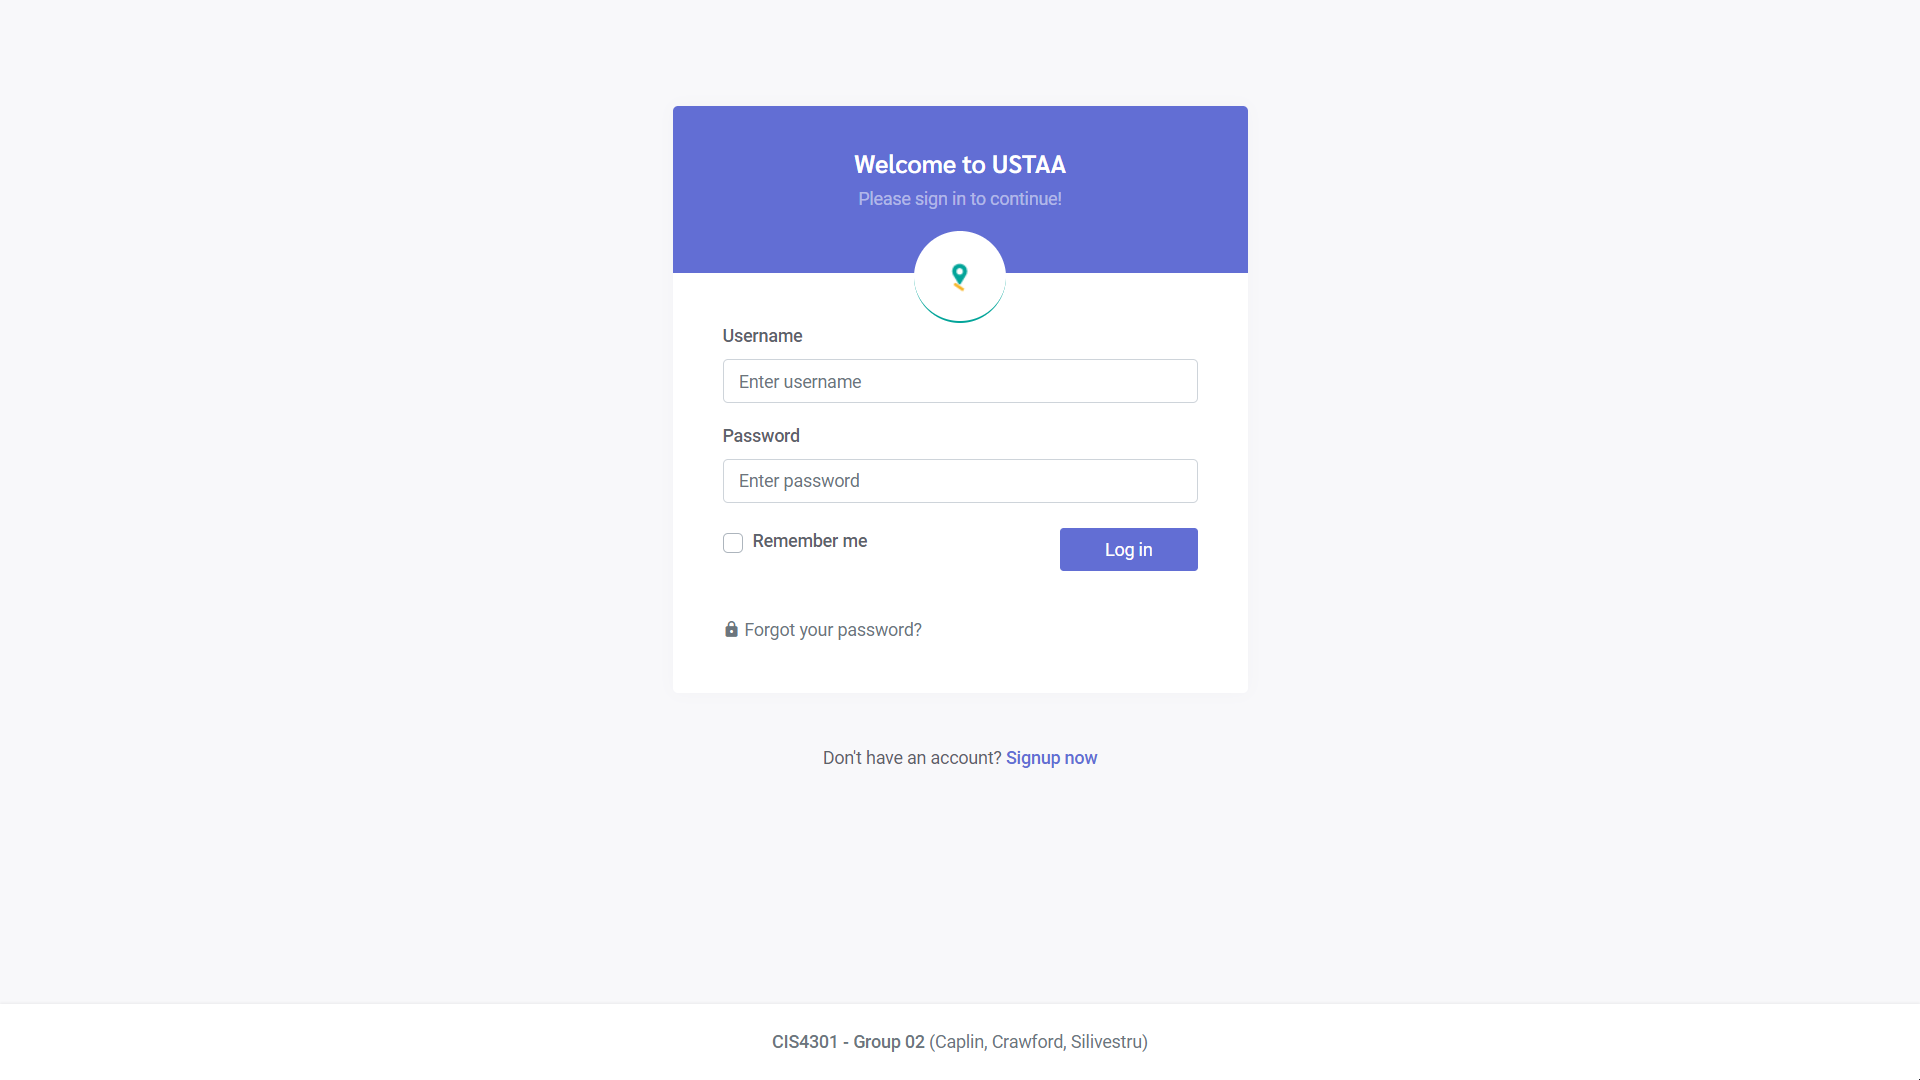 Welcome to USTAA
Please sign in to continue!
Username
Enter username
Password
Enter password
Remember me
Log in
Forgot your password?
Don't have an account? Signup now
CIS4301 - Group 02 (Caplin, Crawford, Silivestru)